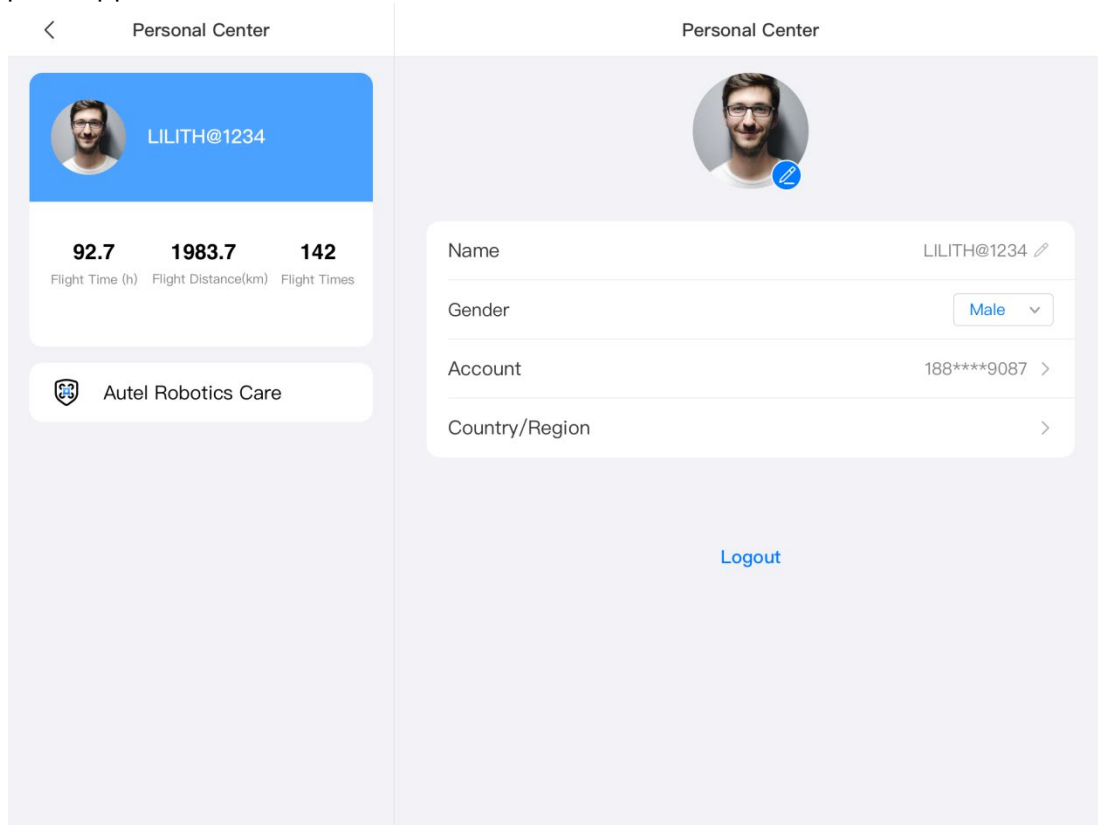 Personal Center
LILITH@1234
92.7 1983.7 142
Flight Time (h) Flight Distance(km) Flight Times
Autel Robotics Care
Personal Center
Name LILITH@1234
Gender Male
Account 188****9087
Country/Region
Logout